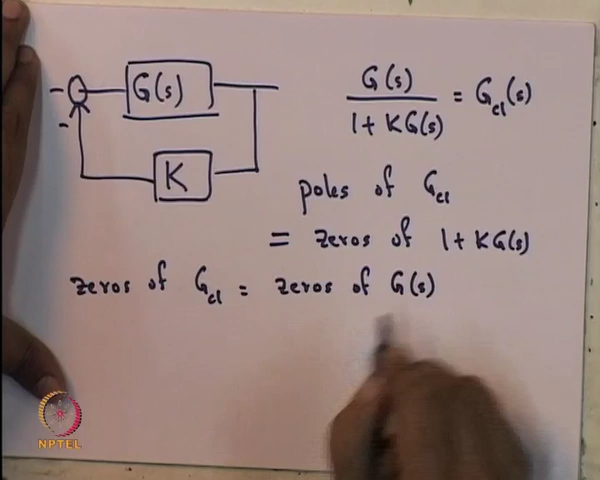 G(s)
K
-
G(s) / 1 + KG(s) = Gcl(s)
poles of Gcl
= zeros of 1 + KG(s)
zeros of Gcl = zeros of G(s)
NPTEL